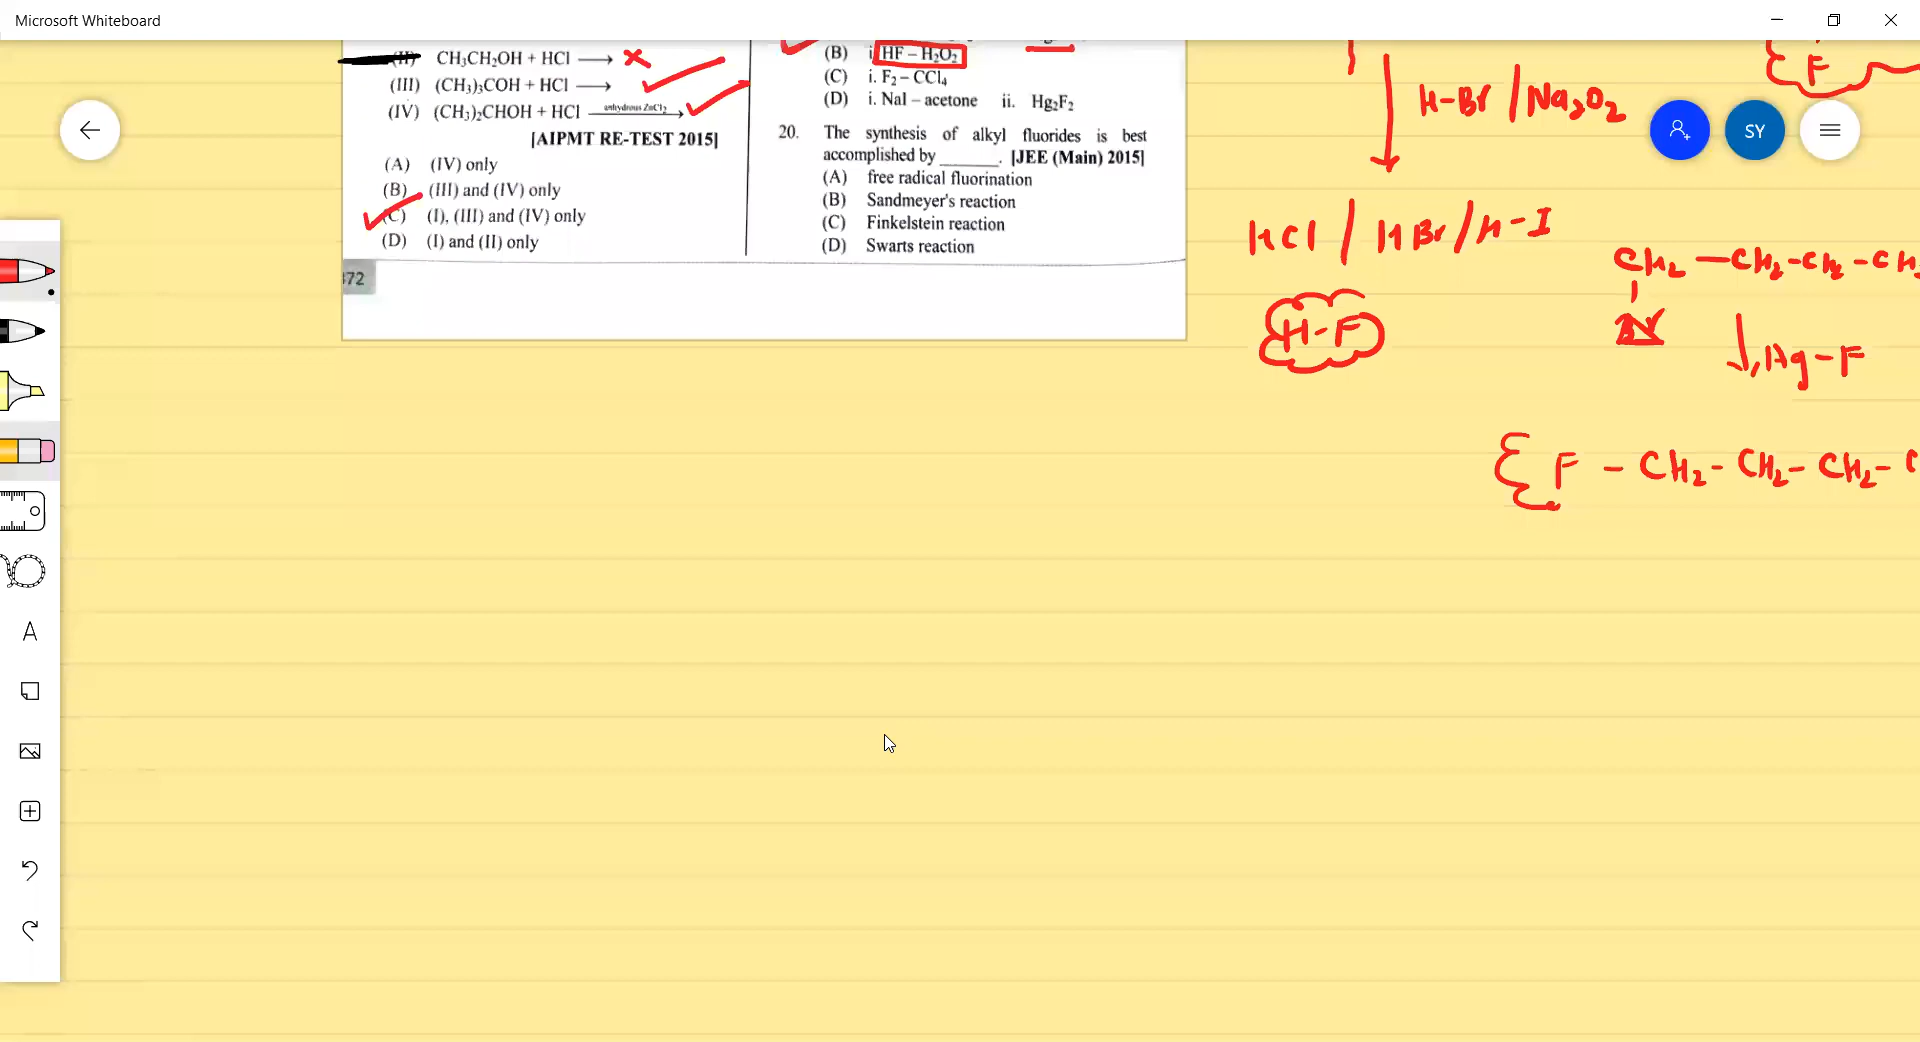 Microsoft Whiteboard
(II) CH₃CH₂OH + HCl ⟶
(III) (CH₃)₃COH + HCl ⟶
(IV) (CH₃)₂CHOH + HCl anhydrous ZnCl₂ ⟶
[AIPMT RE-TEST 2015]
(A) (IV) only
(B) (III) and (IV) only
(C) (I), (III) and (IV) only
(D) (I) and (II) only
(B) i. HF – H₂O₂
(C) i. F₂ – CCl₄
(D) i. NaI – acetone ii. Hg₂F₂
20. The synthesis of alkyl fluorides is best
accomplished by ______. [JEE (Main) 2015]
(A) free radical fluorination
(B) Sandmeyer's reaction
(C) Finkelstein reaction
(D) Swarts reaction
372
F
H-Br / Na₂O₂
SY
HCl / HBr / H-I
H-F
CH₂ — CH₂ - CH₂ - CH
Ag-F
F - CH₂ - CH₂ - CH₂ - C
A